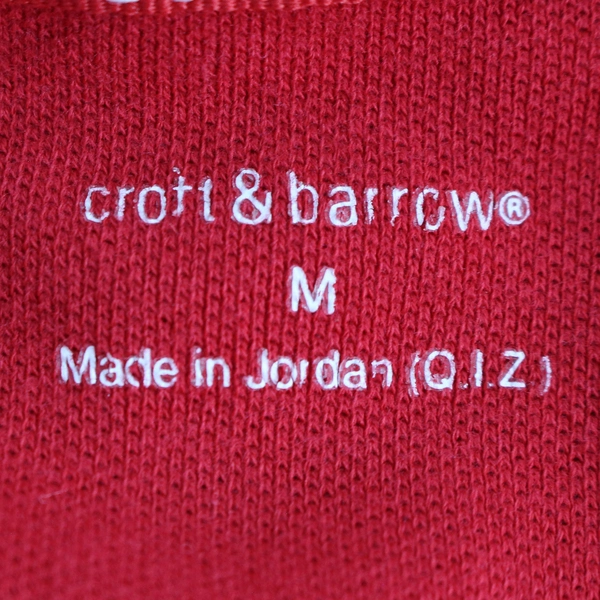 croft & barrow®
M
Made in Jordan (Q.I.Z.)